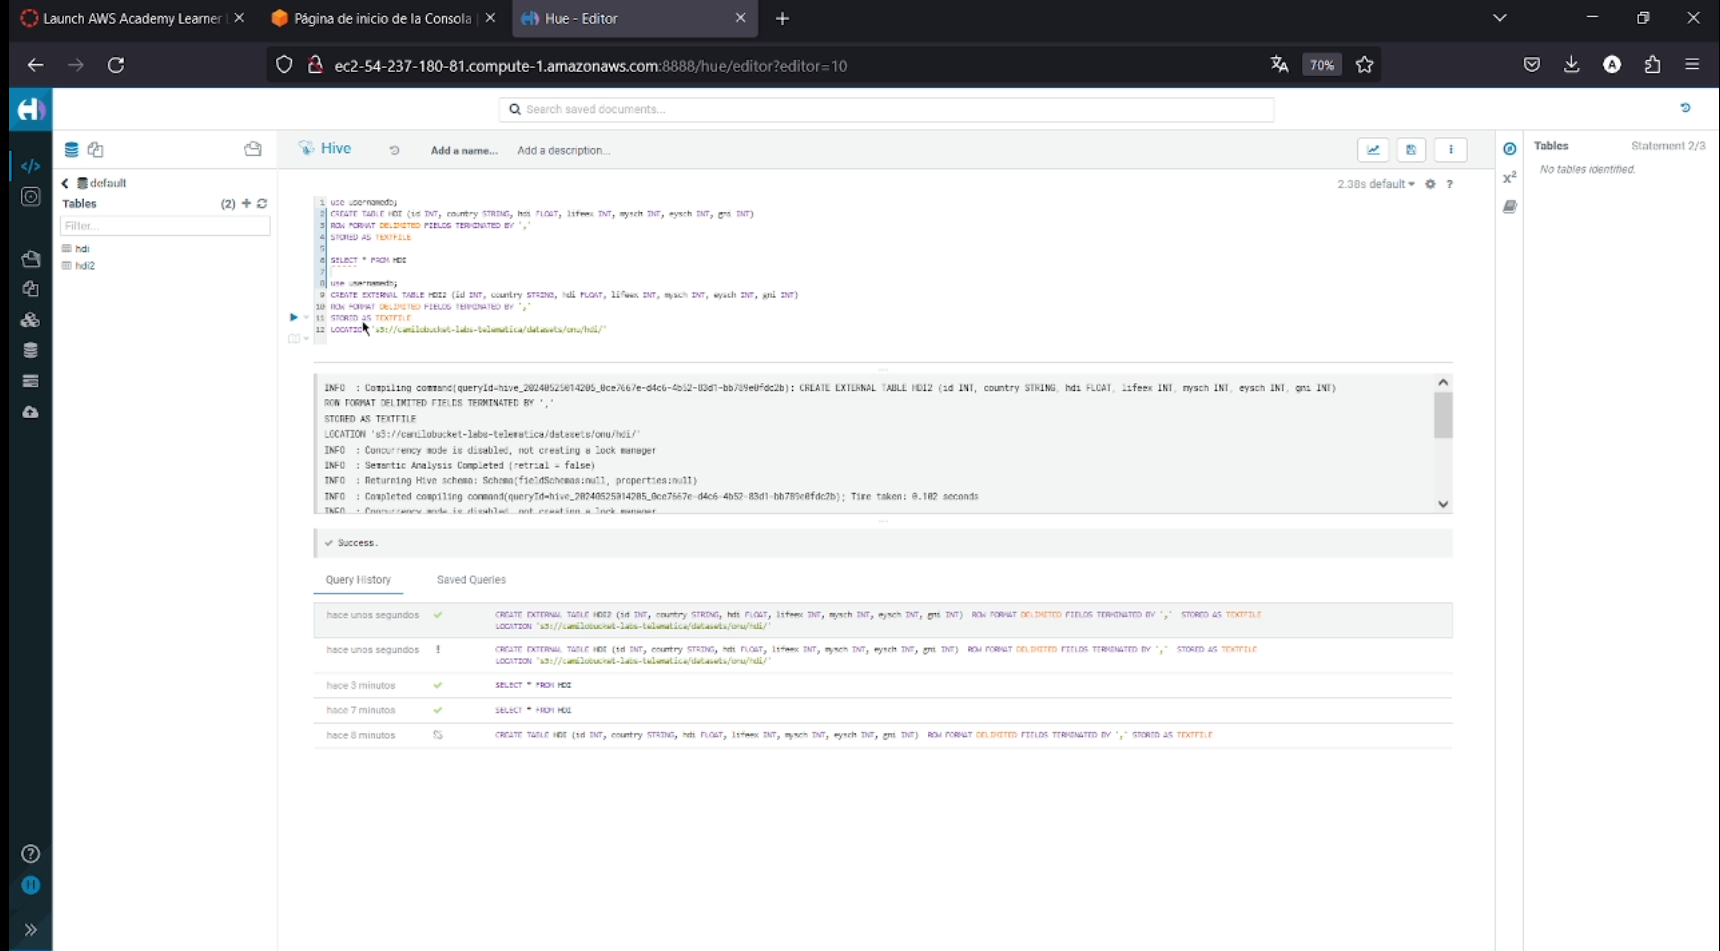 Launch AWS Academy Learner L
Página de inicio de la Consola |
Hue - Editor
ec2-54-237-180-81.compute-1.amazonaws.com:8888/hue/editor?editor=10
70%
A
Search saved documents...
Hive
Add a name...
Add a description...
Tables
Statement 2/3
No tables identified.
default
Tables
(2)
Filter...
hdi
hdi2
2.38s default
?
1 use usernamedb;
2 CREATE TABLE HDI (id INT, country STRING, hdi FLOAT, lifeex INT, mysch INT, eysch INT, gni INT)
3 ROW FORMAT DELIMITED FIELDS TERMINATED BY ','
4 STORED AS TEXTFILE
5
6 SELECT * FROM HDI
7
8 use usernamedb;
9 CREATE EXTERNAL TABLE HDI2 (id INT, country STRING, hdi FLOAT, lifeex INT, mysch INT, eysch INT, gni INT)
10 ROW FORMAT DELIMITED FIELDS TERMINATED BY ','
11 STORED AS TEXTFILE
12 LOCATION 's3://camilobucket-labs-telematica/datasets/onu/hdi/'
INFO : Compiling command(queryId=hive_20240525014205_0ce7667e-d4c6-4b52-83d1-bb789e0fdc2b): CREATE EXTERNAL TABLE HDI2 (id INT, country STRING, hdi FLOAT, lifeex INT, mysch INT, eysch INT, gni INT)
ROW FORMAT DELIMITED FIELDS TERMINATED BY ','
STORED AS TEXTFILE
LOCATION 's3://camilobucket-labs-telematica/datasets/onu/hdi/'
INFO : Concurrency mode is disabled, not creating a lock manager
INFO : Semantic Analysis Completed (retrial = false)
INFO : Returning Hive schema: Schema(fieldSchemas:null, properties:null)
INFO : Completed compiling command(queryId=hive_20240525014205_0ce7667e-d4c6-4b52-83d1-bb789e0fdc2b); Time taken: 0.102 seconds
INFO : Concurrency mode is disabled, not creating a lock manager
Success.
Query History
Saved Queries
hace unos segundos
CREATE EXTERNAL TABLE HDI2 (id INT, country STRING, hdi FLOAT, lifeex INT, mysch INT, eysch INT, gni INT) ROW FORMAT DELIMITED FIELDS TERMINATED BY ',' STORED AS TEXTFILE
LOCATION 's3://camilobucket-labs-telematica/datasets/onu/hdi/'
hace unos segundos !
CREATE EXTERNAL TABLE HDI (id INT, country STRING, hdi FLOAT, lifeex INT, mysch INT, eysch INT, gni INT) ROW FORMAT DELIMITED FIELDS TERMINATED BY ',' STORED AS TEXTFILE
LOCATION 's3://camilobucket-labs-telematica/datasets/onu/hdi/'
hace 3 minutos SELECT * FROM HDI
hace 7 minutos SELECT * FROM HDI
hace 8 minutos CREATE TABLE HDI (id INT, country STRING, hdi FLOAT, lifeex INT, mysch INT, eysch INT, gni INT) ROW FORMAT DELIMITED FIELDS TERMINATED BY ',' STORED AS TEXTFILE